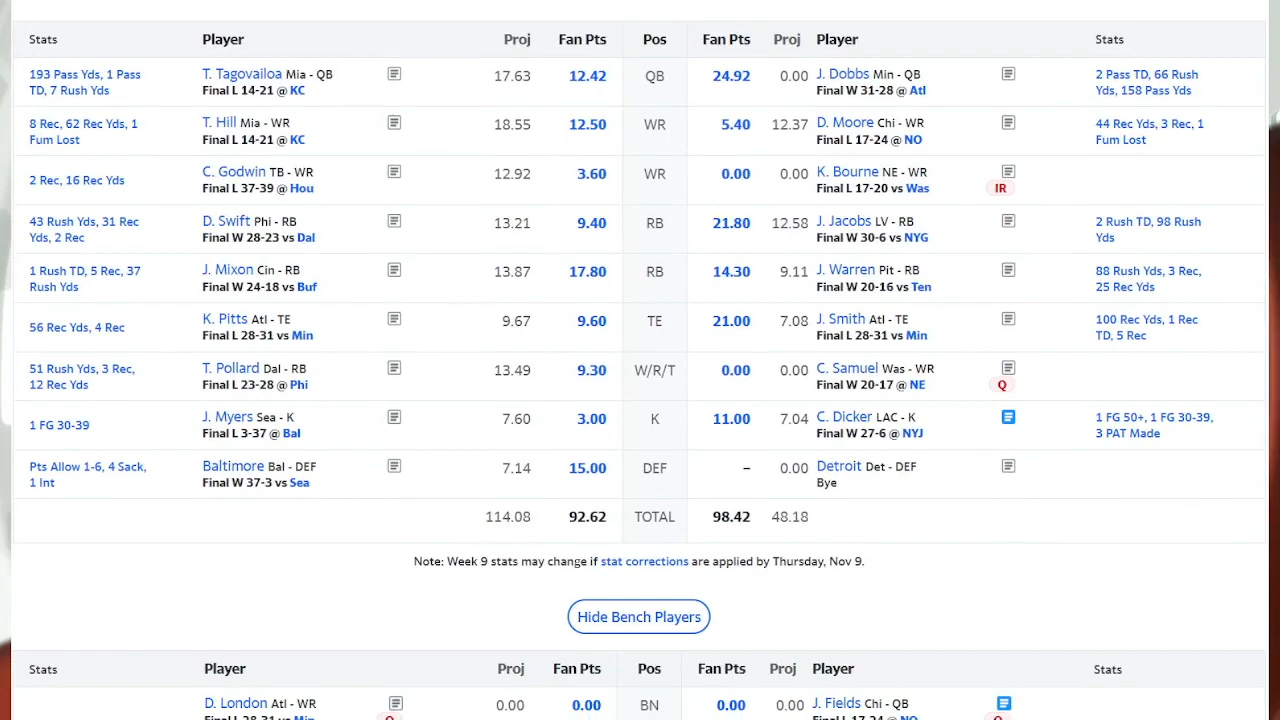 Stats Player Proj Fan Pts Pos Fan Pts Proj Player Stats
193 Pass Yds, 1 Pass T. Tagovailoa Mia - QB 17.63 12.42 QB 24.92 0.00 J. Dobbs Min - QB 2 Pass TD, 66 Rush
TD, 7 Rush Yds Final L 14-21 @ KC Final W 31-28 @ Atl Yds, 158 Pass Yds
8 Rec, 62 Rec Yds, 1 T. Hill Mia - WR 18.55 12.50 WR 5.40 12.37 D. Moore Chi - WR 44 Rec Yds, 3 Rec, 1
Fum Lost Final L 14-21 @ KC Final L 17-24 @ NO Fum Lost
2 Rec, 16 Rec Yds C. Godwin TB - WR 12.92 3.60 WR 0.00 0.00 K. Bourne NE - WR
Final L 37-39 @ Hou Final L 17-20 vs Was IR
43 Rush Yds, 31 Rec D. Swift Phi - RB 13.21 9.40 RB 21.80 12.58 J. Jacobs LV - RB 2 Rush TD, 98 Rush
Yds, 2 Rec Final W 28-23 vs Dal Final W 30-6 vs NYG Yds
1 Rush TD, 5 Rec, 37 J. Mixon Cin - RB 13.87 17.80 RB 14.30 9.11 J. Warren Pit - RB 88 Rush Yds, 3 Rec,
Rush Yds Final W 24-18 vs Buf Final W 20-16 vs Ten 25 Rec Yds
56 Rec Yds, 4 Rec K. Pitts Atl - TE 9.67 9.60 TE 21.00 7.08 J. Smith Atl - TE 100 Rec Yds, 1 Rec
Final L 28-31 vs Min Final L 28-31 vs Min TD, 5 Rec
51 Rush Yds, 3 Rec, T. Pollard Dal - RB 13.49 9.30 W/R/T 0.00 0.00 C. Samuel Was - WR
12 Rec Yds Final L 23-28 @ Phi Final W 20-17 @ NE Q
1 FG 30-39 J. Myers Sea - K 7.60 3.00 K 11.00 7.04 C. Dicker LAC - K 1 FG 50+, 1 FG 30-39,
Final L 3-37 @ Bal Final W 27-6 @ NYJ 3 PAT Made
Pts Allow 1-6, 4 Sack, Baltimore Bal - DEF 7.14 15.00 DEF – 0.00 Detroit Det - DEF
1 Int Final W 37-3 vs Sea Bye
114.08 92.62 TOTAL 98.42 48.18
Note: Week 9 stats may change if stat corrections are applied by Thursday, Nov 9.
Hide Bench Players
Stats Player Proj Fan Pts Pos Fan Pts Proj Player Stats
D. London Atl - WR 0.00 0.00 BN 0.00 0.00 J. Fields Chi - QB
Final L 28-31 vs Min Q Final L 17-24 @ NO Q